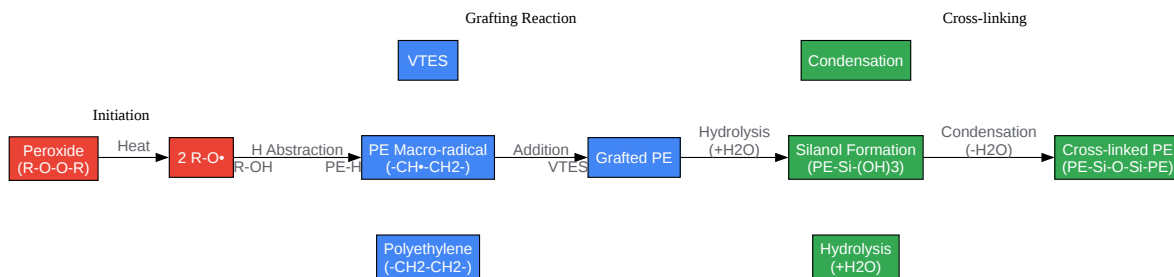 Grafting Reaction
Cross-linking
VTES
Condensation
Initiation
Peroxide
(R-O-O-R)
Heat
2 R-O•
H Abstraction
R-OH
PE-H
PE Macro-radical
(-CH•-CH2-)
Addition
VTES
Grafted PE
Hydrolysis
(+H2O)
Silanol Formation
(PE-Si-(OH)3)
Condensation
(-H2O)
Cross-linked PE
(PE-Si-O-Si-PE)
Polyethylene
(-CH2-CH2-)
Hydrolysis
(+H2O)